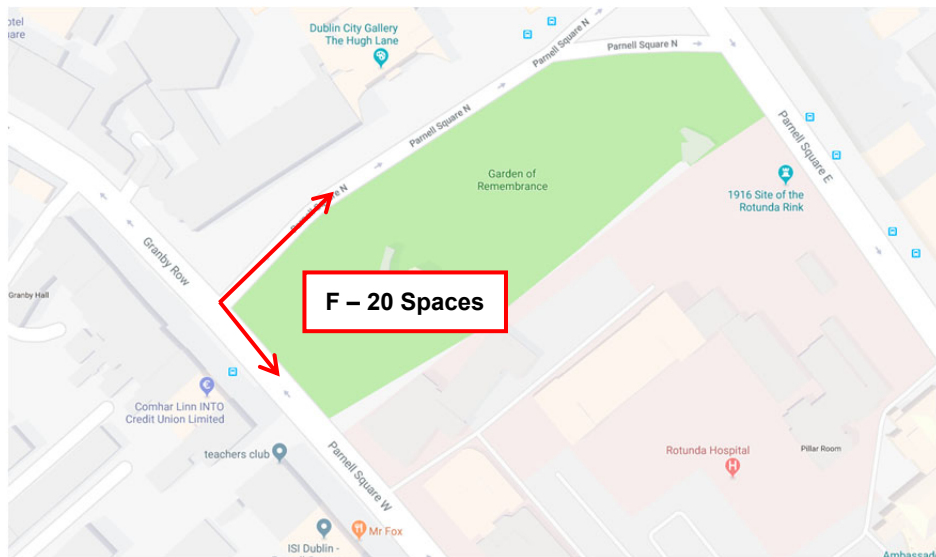 otel
uare
Dublin City Gallery
The Hugh Lane
Parnell Square N
Parnell Square N
Parnell Square N
Parnell Square E
Garden of
Remembrance
1916 Site of the
Rotunda Rink
Granby Row
Granby Hall
F – 20 Spaces
Comhar Linn INTO
Credit Union Limited
teachers club
Parnell Square W
Rotunda Hospital
Pillar Room
Mr Fox
ISI Dublin -
Ambassad